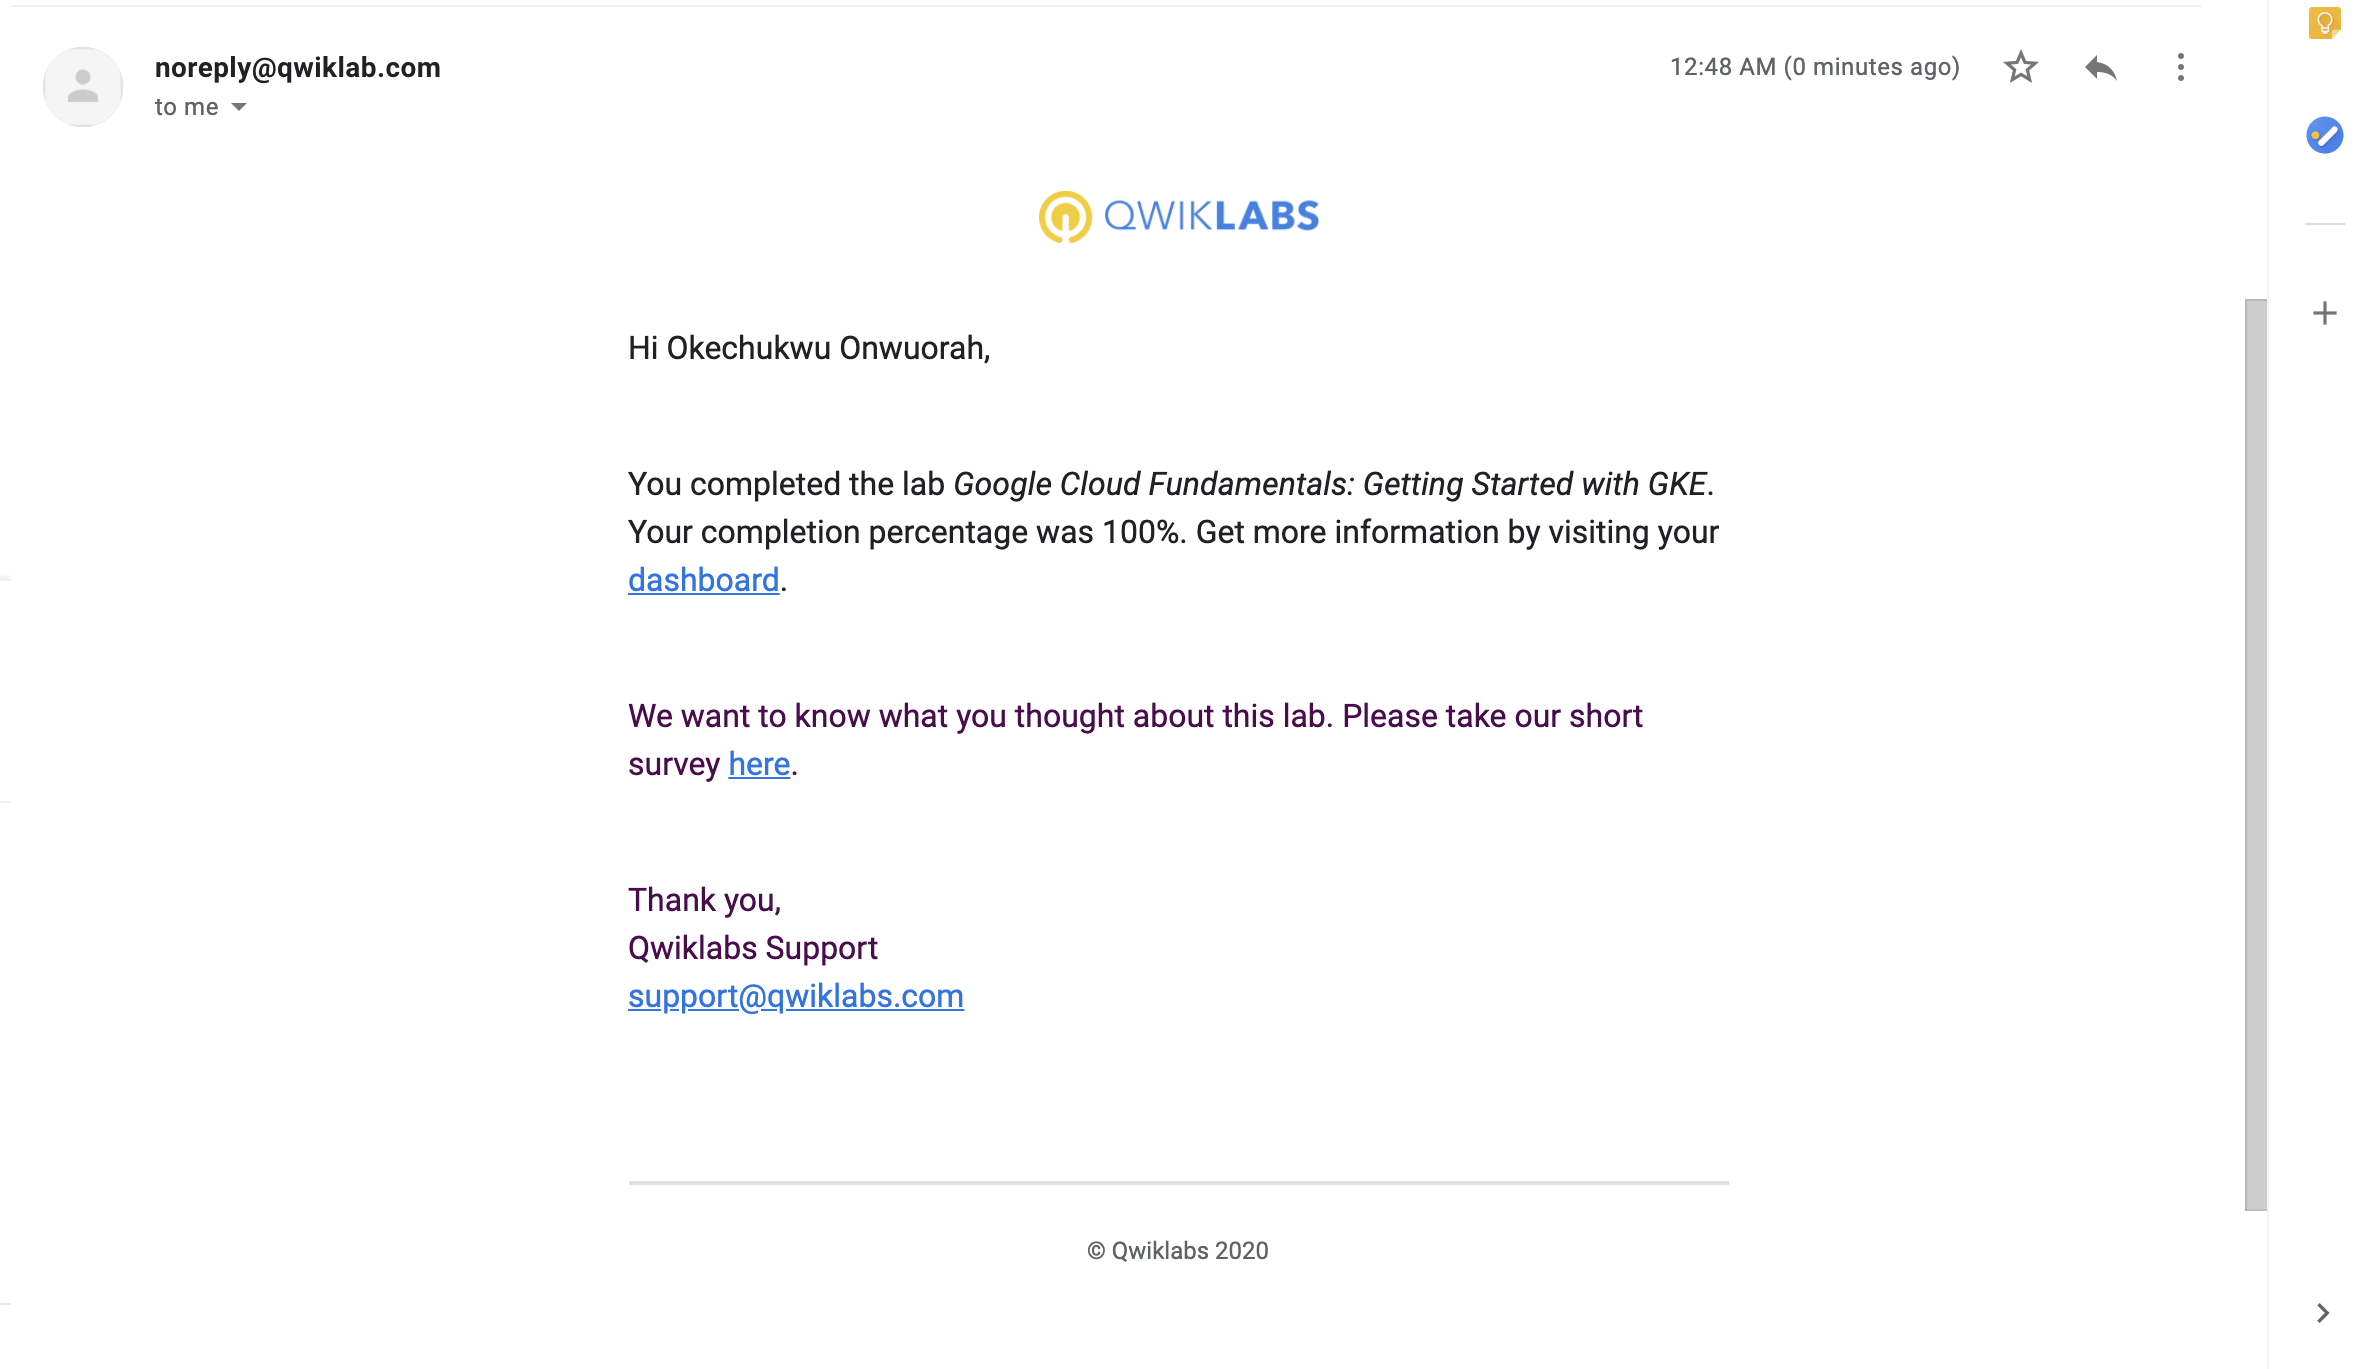 noreply@qwiklab.com
12:48 AM (0 minutes ago)
to me
QWIKLABS
Hi Okechukwu Onwuorah,
You completed the lab Google Cloud Fundamentals: Getting Started with GKE.
Your completion percentage was 100%. Get more information by visiting your
dashboard.
We want to know what you thought about this lab. Please take our short
survey here.
Thank you,
Qwiklabs Support
support@qwiklabs.com
© Qwiklabs 2020